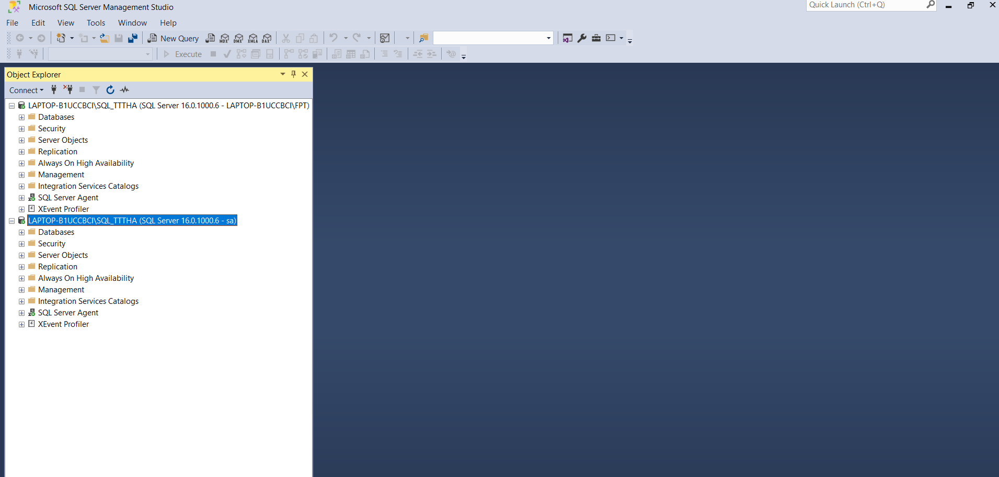 Microsoft SQL Server Management Studio
Quick Launch (Ctrl+Q)
File Edit View Tools Window Help
New Query MDX DMX XMLA DAX
Execute
Object Explorer
Connect
LAPTOP-B1UCCBCI\SQL_TTTHA (SQL Server 16.0.1000.6 - LAPTOP-B1UCCBCI\FPT)
Databases
Security
Server Objects
Replication
Always On High Availability
Management
Integration Services Catalogs
SQL Server Agent
XEvent Profiler
LAPTOP-B1UCCBCI\SQL_TTTHA (SQL Server 16.0.1000.6 - sa)
Databases
Security
Server Objects
Replication
Always On High Availability
Management
Integration Services Catalogs
SQL Server Agent
XEvent Profiler